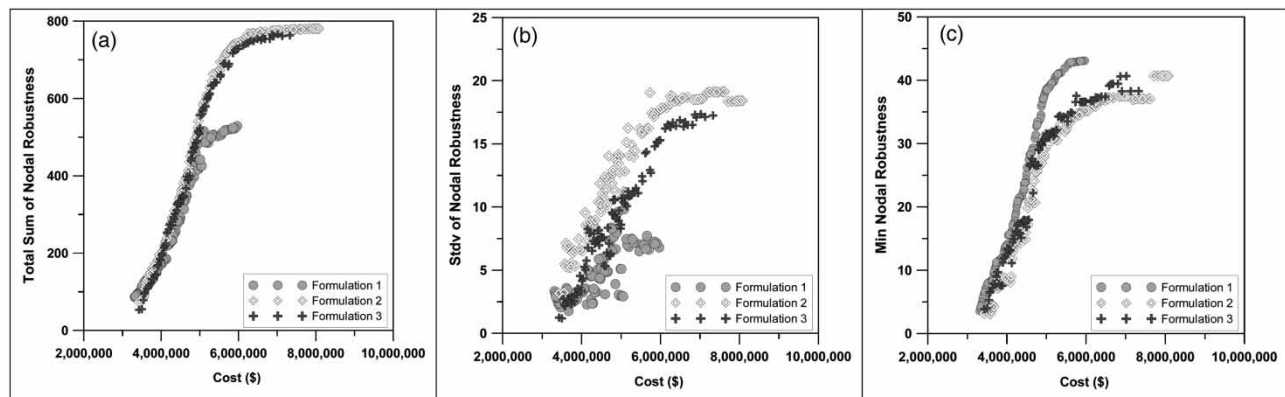 (a)
Total Sum of Nodal Robustness
800
600
400
200
0
2,000,000 4,000,000 6,000,000 8,000,000 10,000,000
Cost ($)
Formulation 1
Formulation 2
Formulation 3
(b)
Stdv of Nodal Robustness
25
20
15
10
5
0
2,000,000 4,000,000 6,000,000 8,000,000 10,000,000
Cost ($)
Formulation 1
Formulation 2
Formulation 3
(c)
Min Nodal Robustness
50
40
30
20
10
0
2,000,000 4,000,000 6,000,000 8,000,000 10,000,000
Cost ($)
Formulation 1
Formulation 2
Formulation 3